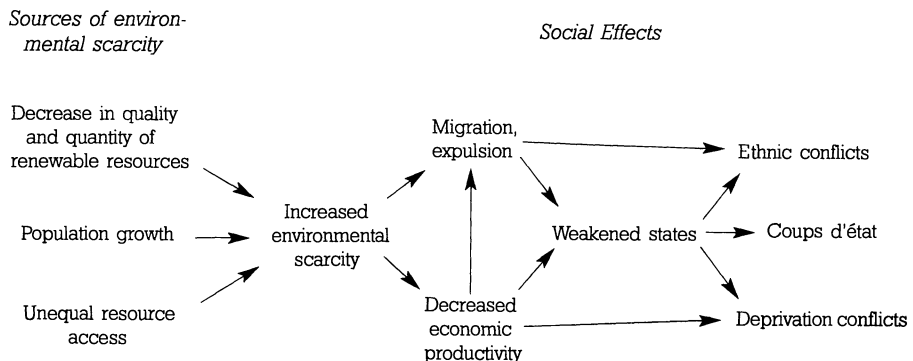 Sources of environ-
mental scarcity
Social Effects
Decrease in quality
and quantity of
renewable resources
Population growth
Unequal resource
access
Increased
environmental
scarcity
Migration,
expulsion
Decreased
economic
productivity
Weakened states
Ethnic conflicts
Coups d'état
Deprivation conflicts